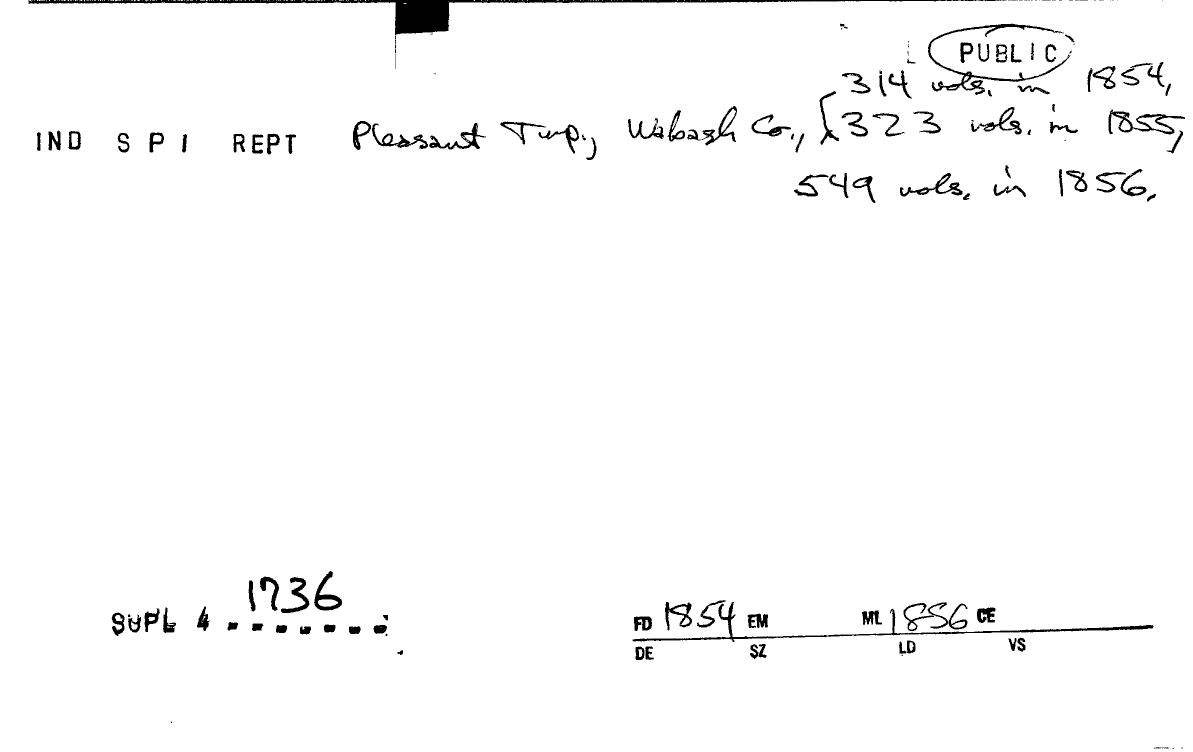 PUBLIC
314 vols. in 1854,
IND S P I REPT Pleasant Twp., Wabash Co., 323 vols. in 1855,
549 vols. in 1856.
SUPL 4 1736
FD 1854 EM ML 1856 CE
DE SZ LD VS